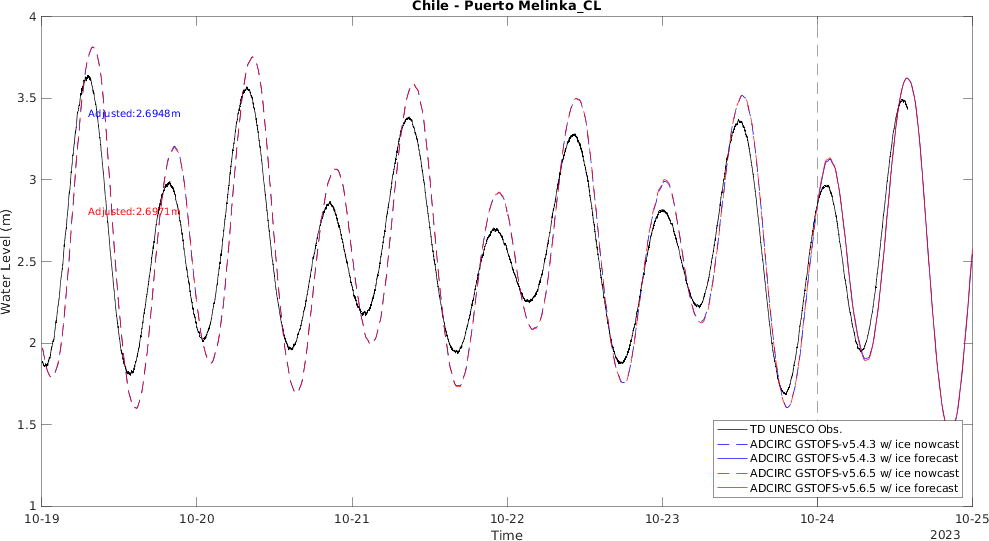 Chile - Puerto Melinka_CL
4
3.5
3
2.5
2
1.5
1
Water Level (m)
Adjusted:2.6948m
Adjusted:2.6971m
TD UNESCO Obs.
ADCIRC GSTOFS-v5.4.3 w/ ice nowcast
ADCIRC GSTOFS-v5.4.3 w/ ice forecast
ADCIRC GSTOFS-v5.6.5 w/ ice nowcast
ADCIRC GSTOFS-v5.6.5 w/ ice forecast
10-19 10-20 10-21 10-22 10-23 10-24 10-25
Time
2023